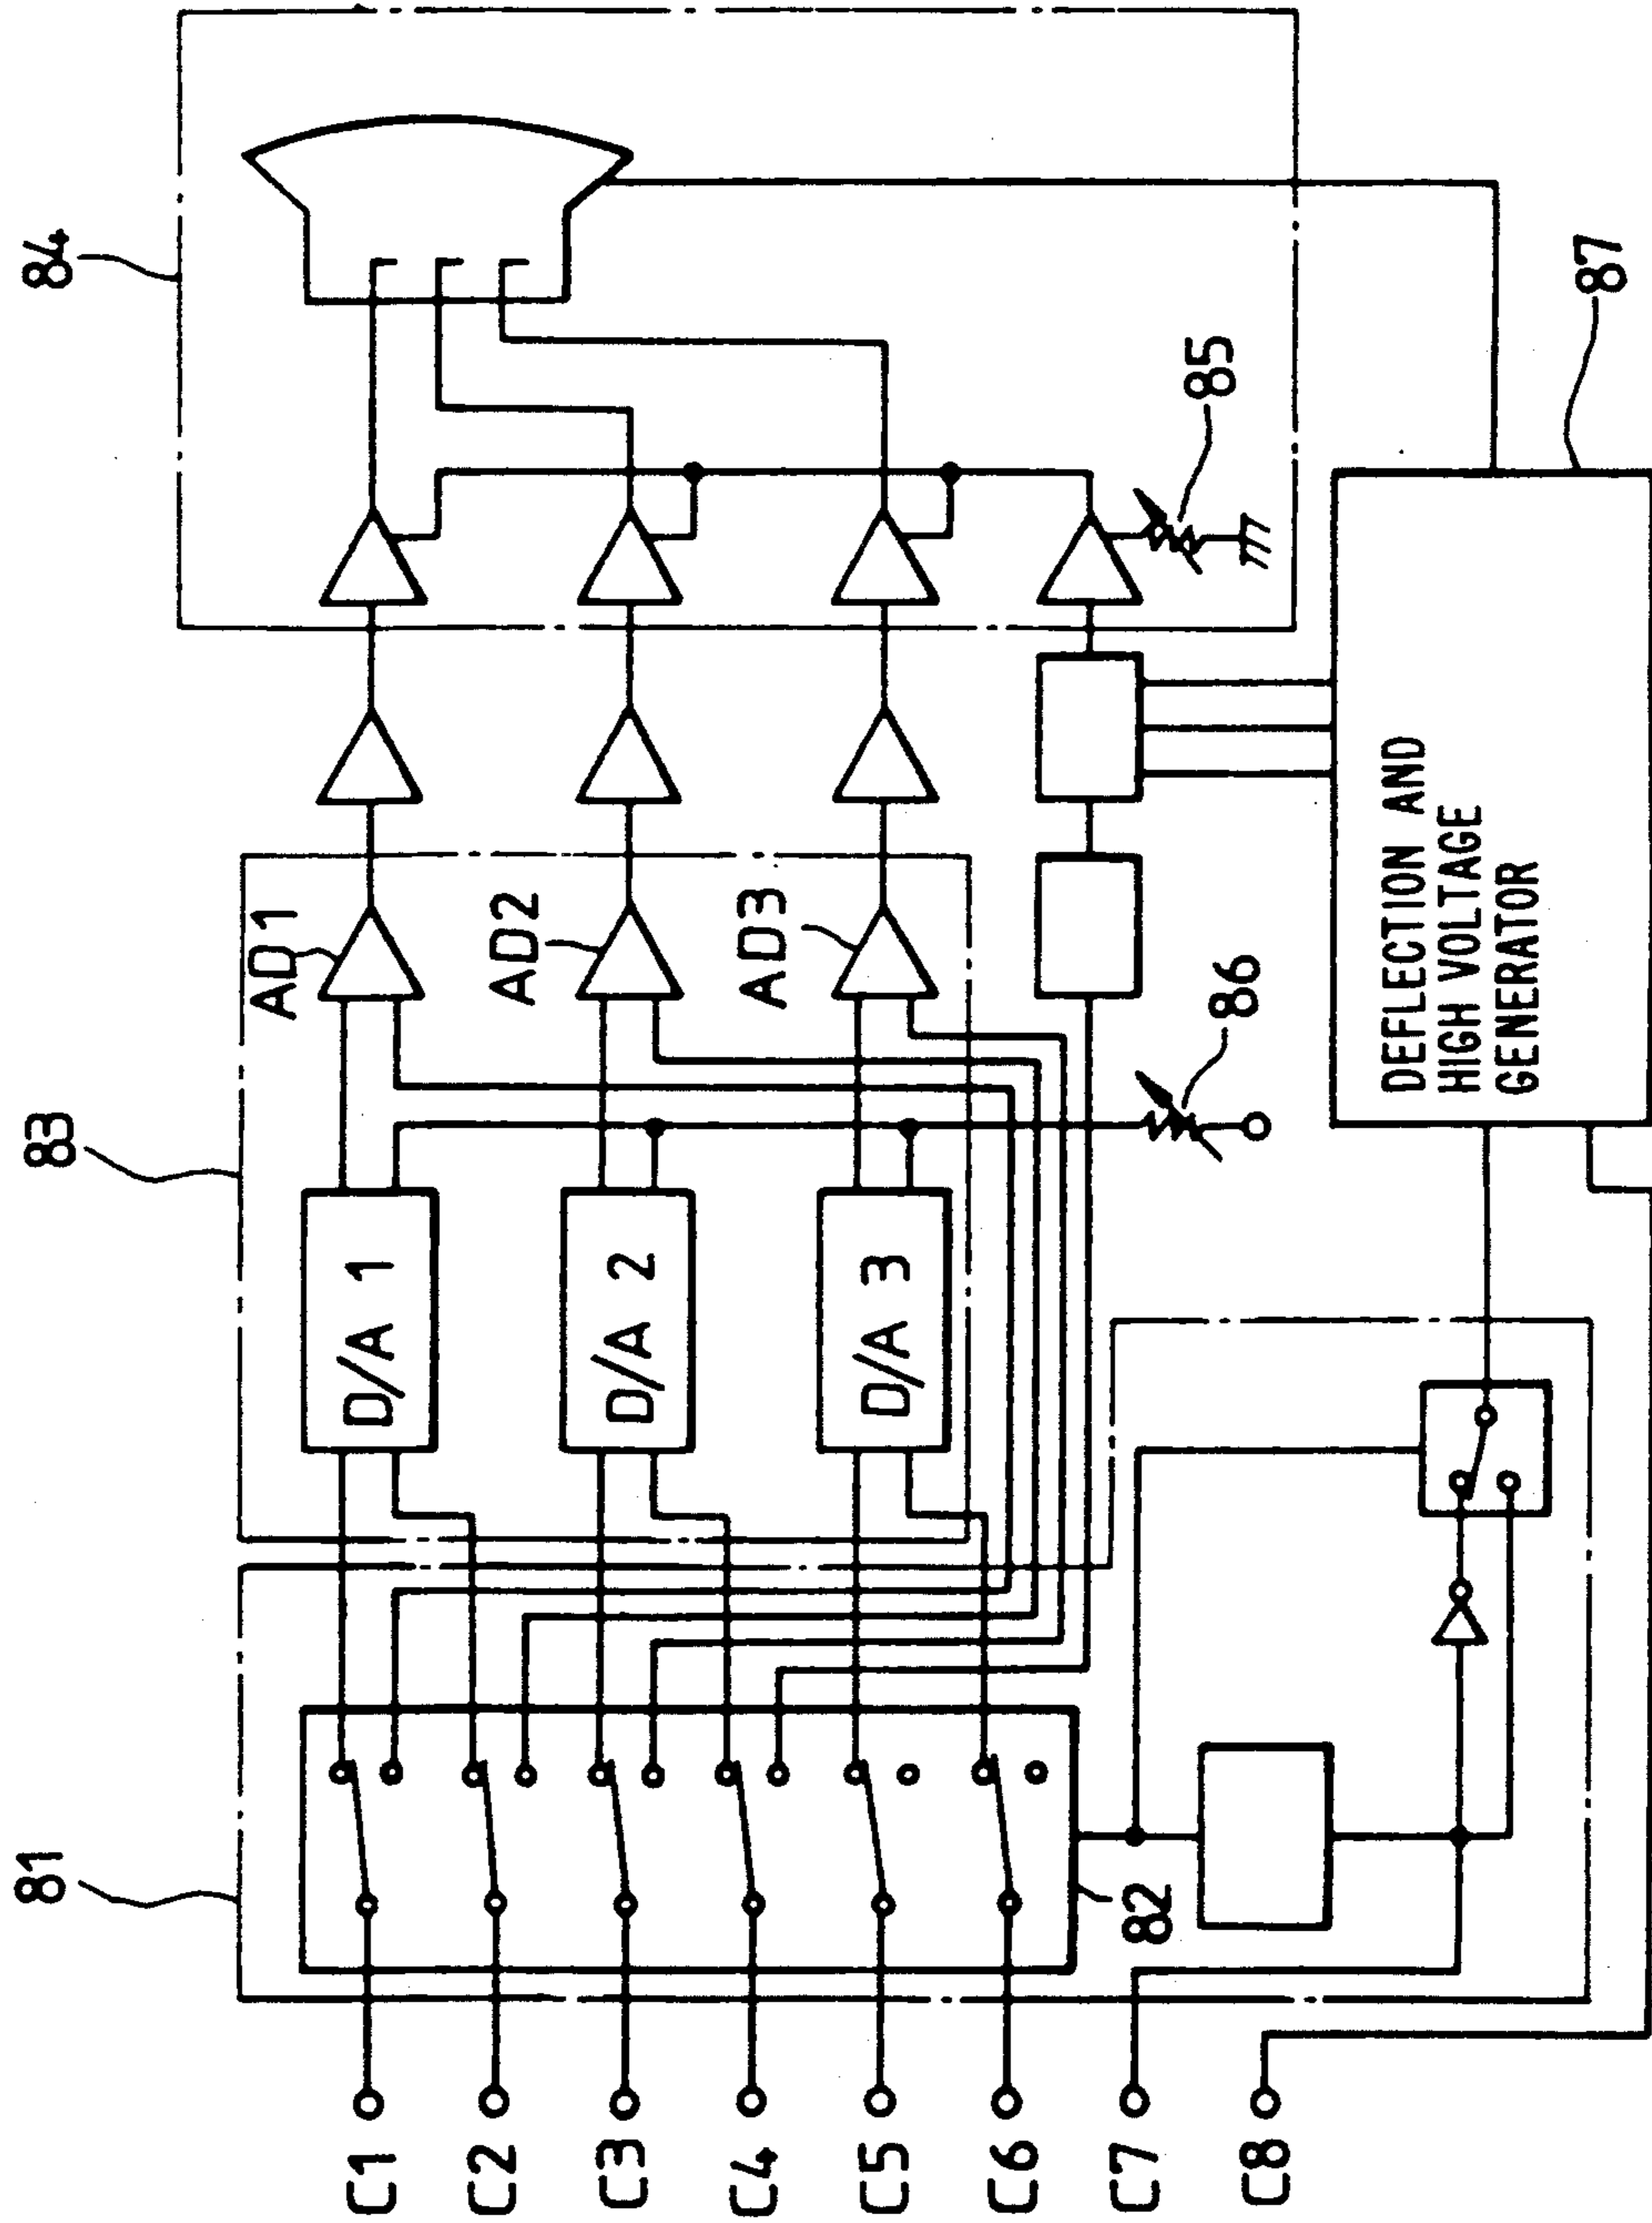 84
83
81
AD1
AD2
AD3
D/A 1
D/A 2
D/A 3
85
86
82
87
DEFLECTION AND
HIGH VOLTAGE
GENERATOR
C1
C2
C3
C4
C5
C6
C7
C8